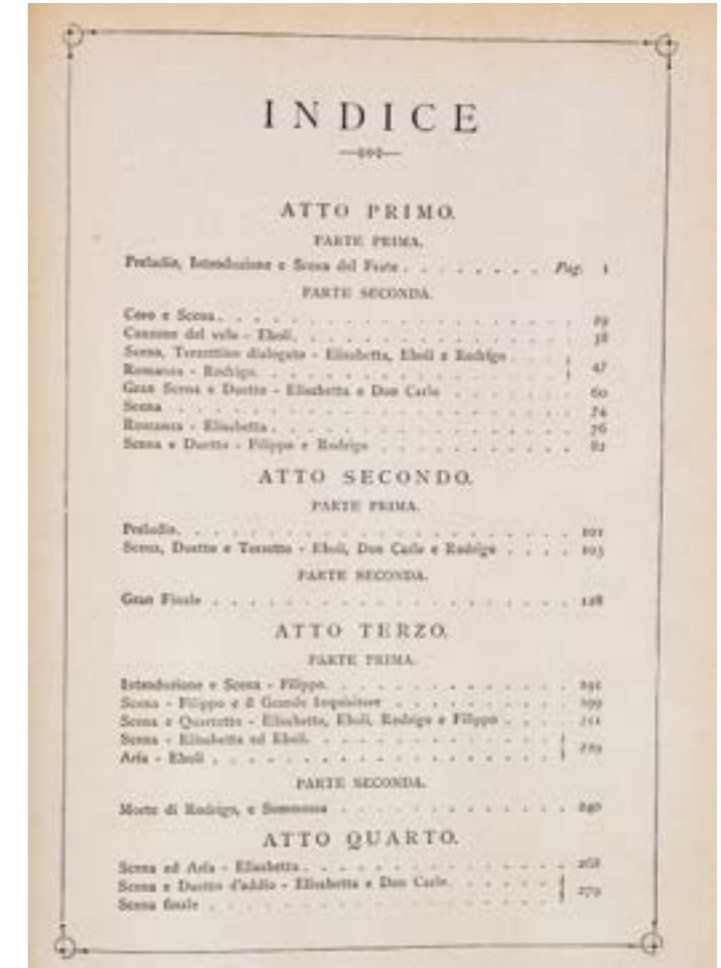 INDICE
ATTO PRIMO.
PARTE PRIMA.
Preludio, Introduzione e Scena del Frate . . . . . . . . Pag. 1
PARTE SECONDA.
Coro e Scena . . . . . . . . 29
Canzone del velo - Eboli . . . . . . . . 38
Scena, Terzettino dialogato - Elisabetta, Eboli e Rodrigo . . . .
Romanza - Rodrigo . . . . . . . . 47
Gran Scena e Duetto - Elisabetta e Don Carlo . . . . . . . . 60
Scena . . . . . . . . 74
Romanza - Elisabetta . . . . . . . . 76
Scena e Duetto - Filippo e Rodrigo . . . . . . . . 82
ATTO SECONDO.
PARTE PRIMA.
Preludio . . . . . . . . 101
Scena, Duetto e Terzetto - Eboli, Don Carlo e Rodrigo . . . . 103
PARTE SECONDA.
Gran Finale . . . . . . . . 128
ATTO TERZO.
PARTE PRIMA.
Introduzione e Scena - Filippo . . . . . . . . 191
Scena - Filippo e il Grande Inquisitore . . . . . . . . 199
Scena e Quartetto - Elisabetta, Eboli, Rodrigo e Filippo . . . . 211
Scena - Elisabetta ed Eboli . . . . . . . .
Aria - Eboli . . . . . . . . 229
PARTE SECONDA.
Morte di Rodrigo, e Sommossa . . . . . . . . 240
ATTO QUARTO.
Scena ed Aria - Elisabetta . . . . . . . . 268
Scena e Duetto d'addio - Elisabetta e Don Carlo . . . . . .
Scena finale . . . . . . . . 279